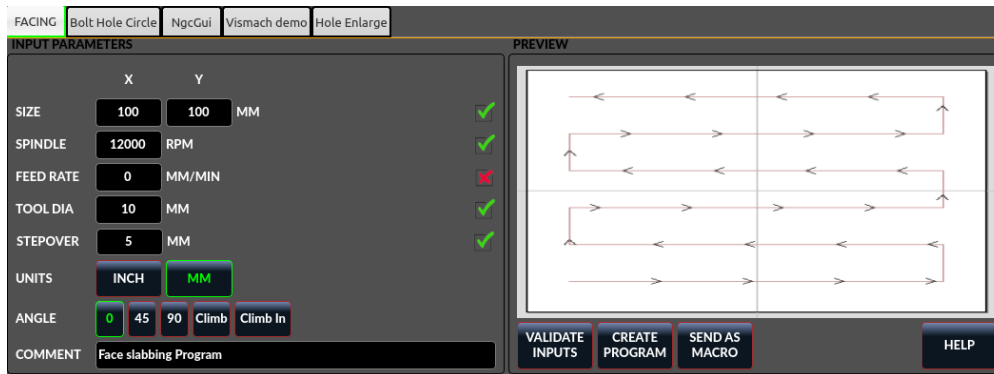 FACING Bolt Hole Circle NgcGui Vismach demo Hole Enlarge
INPUT PARAMETERS
X Y
SIZE 100 100 MM
SPINDLE 12000 RPM
FEED RATE 0 MM/MIN
TOOL DIA 10 MM
STEPOVER 5 MM
UNITS INCH MM
ANGLE 0 45 90 Climb Climb In
COMMENT Face slabbing Program
PREVIEW
VALIDATE INPUTS CREATE PROGRAM SEND AS MACRO HELP